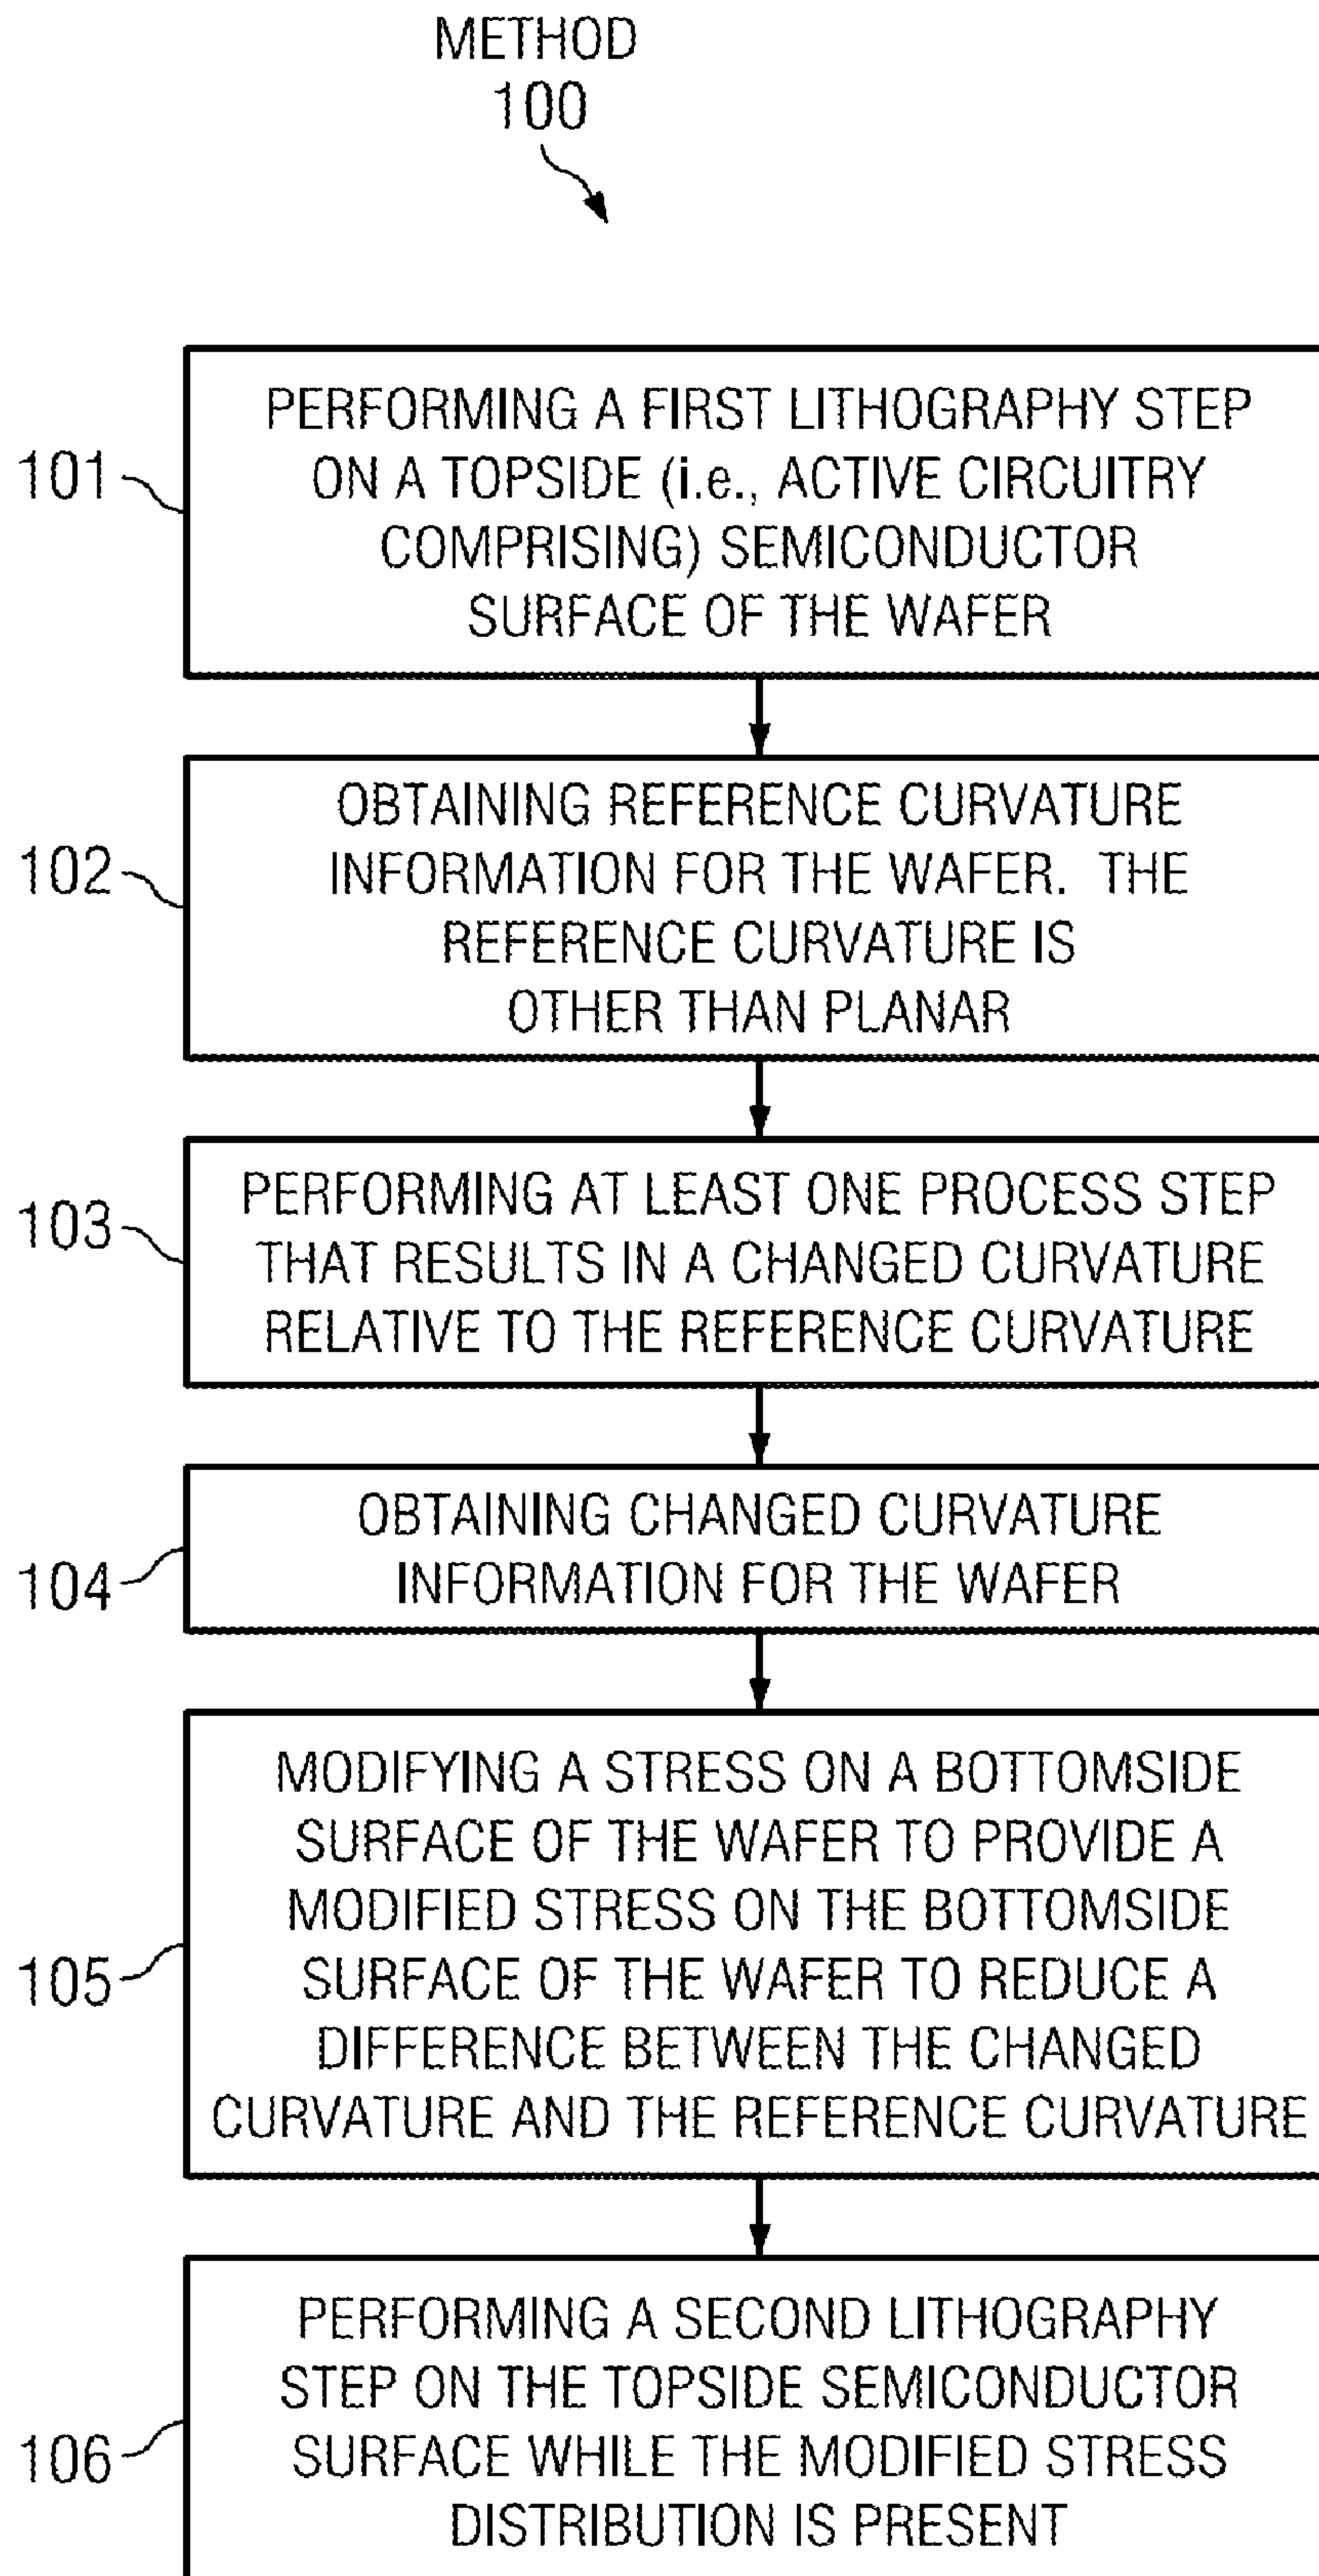 METHOD
100
101
PERFORMING A FIRST LITHOGRAPHY STEP
ON A TOPSIDE (i.e., ACTIVE CIRCUITRY
COMPRISING) SEMICONDUCTOR
SURFACE OF THE WAFER
102
OBTAINING REFERENCE CURVATURE
INFORMATION FOR THE WAFER. THE
REFERENCE CURVATURE IS
OTHER THAN PLANAR
103
PERFORMING AT LEAST ONE PROCESS STEP
THAT RESULTS IN A CHANGED CURVATURE
RELATIVE TO THE REFERENCE CURVATURE
104
OBTAINING CHANGED CURVATURE
INFORMATION FOR THE WAFER
105
MODIFYING A STRESS ON A BOTTOMSIDE
SURFACE OF THE WAFER TO PROVIDE A
MODIFIED STRESS ON THE BOTTOMSIDE
SURFACE OF THE WAFER TO REDUCE A
DIFFERENCE BETWEEN THE CHANGED
CURVATURE AND THE REFERENCE CURVATURE
106
PERFORMING A SECOND LITHOGRAPHY
STEP ON THE TOPSIDE SEMICONDUCTOR
SURFACE WHILE THE MODIFIED STRESS
DISTRIBUTION IS PRESENT